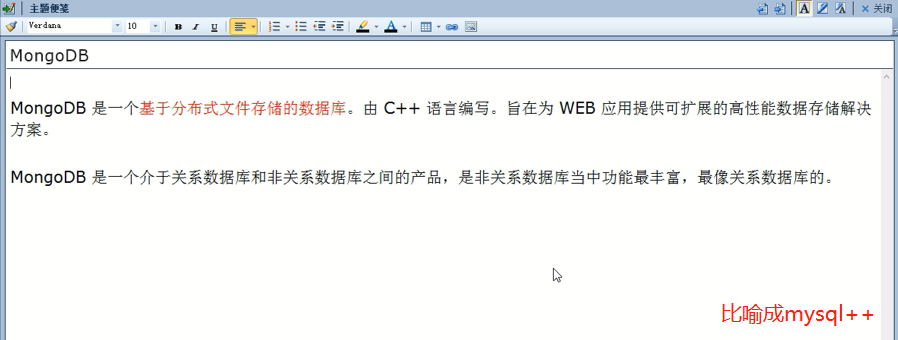 主题便笺
关闭
Verdana
10
B I U
MongoDB
MongoDB 是一个基于分布式文件存储的数据库。由 C++ 语言编写。旨在为 WEB 应用提供可扩展的高性能数据存储解决
方案。
MongoDB 是一个介于关系数据库和非关系数据库之间的产品，是非关系数据库当中功能最丰富，最像关系数据库的。
比喻成mysql++